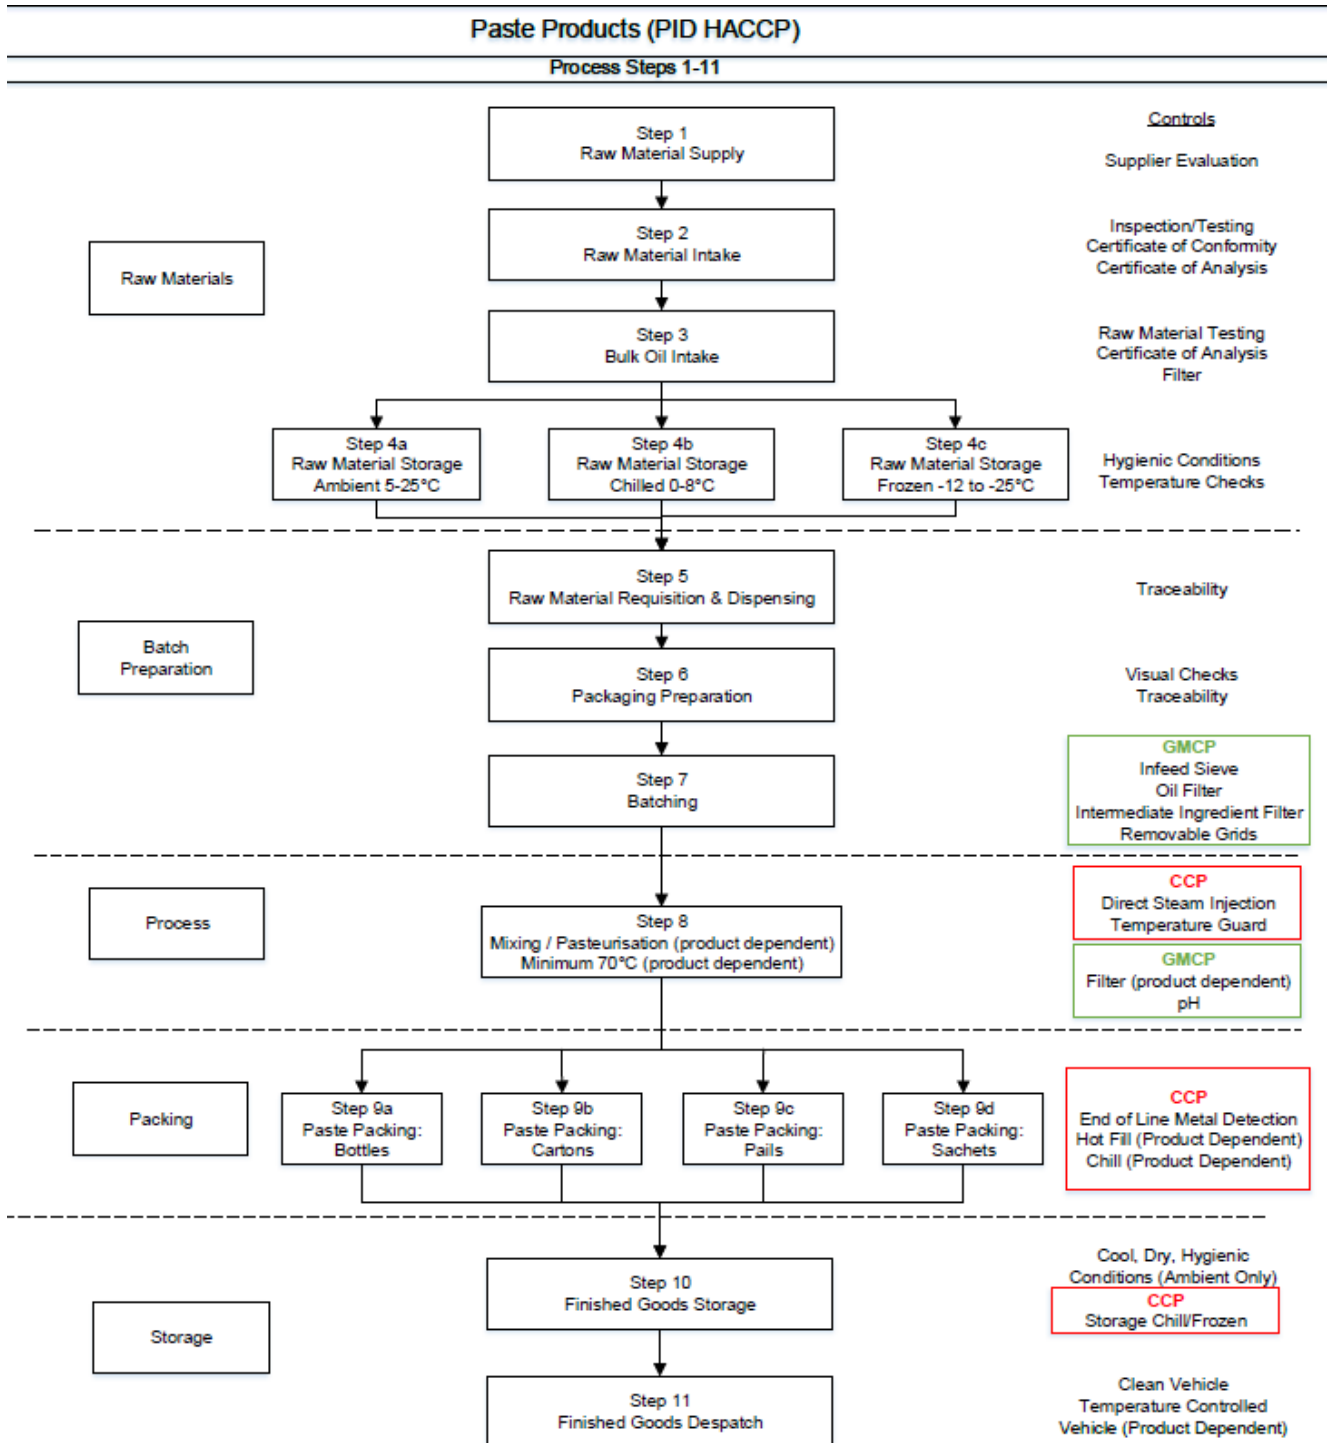 Paste Products (PID HACCP)
Process Steps 1-11
Controls
Step 1
Raw Material Supply
Supplier Evaluation
Raw Materials
Step 2
Raw Material Intake
Inspection/Testing
Certificate of Conformity
Certificate of Analysis
Step 3
Bulk Oil Intake
Raw Material Testing
Certificate of Analysis
Filter
Step 4a
Raw Material Storage
Ambient 5-25°C
Step 4b
Raw Material Storage
Chilled 0-8°C
Step 4c
Raw Material Storage
Frozen -12 to -25°C
Hygienic Conditions
Temperature Checks
Batch
Preparation
Step 5
Raw Material Requisition & Dispensing
Traceability
Step 6
Packaging Preparation
Visual Checks
Traceability
Step 7
Batching
GMCP
Infeed Sieve
Oil Filter
Intermediate Ingredient Filter
Removable Grids
Process
Step 8
Mixing / Pasteurisation (product dependent)
Minimum 70°C (product dependent)
CCP
Direct Steam Injection
Temperature Guard
GMCP
Filter (product dependent)
pH
Packing
Step 9a
Paste Packing:
Bottles
Step 9b
Paste Packing:
Cartons
Step 9c
Paste Packing:
Pails
Step 9d
Paste Packing:
Sachets
CCP
End of Line Metal Detection
Hot Fill (Product Dependent)
Chill (Product Dependent)
Storage
Step 10
Finished Goods Storage
Cool, Dry, Hygienic
Conditions (Ambient Only)
CCP
Storage Chill/Frozen
Step 11
Finished Goods Despatch
Clean Vehicle
Temperature Controlled
Vehicle (Product Dependent)